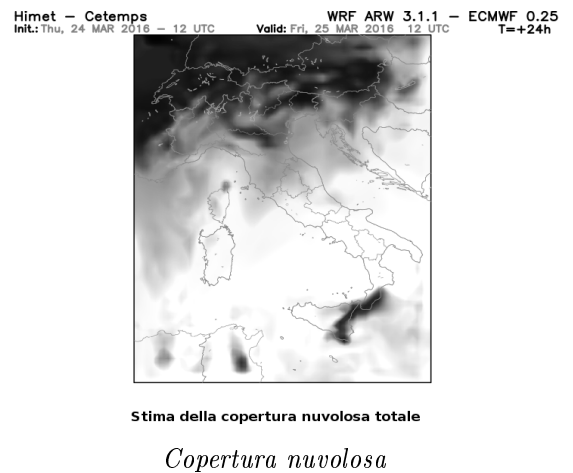 Himet – Cetemps WRF ARW 3.1.1 – ECMWF 0.25
Init.: Thu, 24 MAR 2016 – 12 UTC Valid: Fri, 25 MAR 2016 12 UTC T=+24h
Stima della copertura nuvolosa totale
Copertura nuvolosa